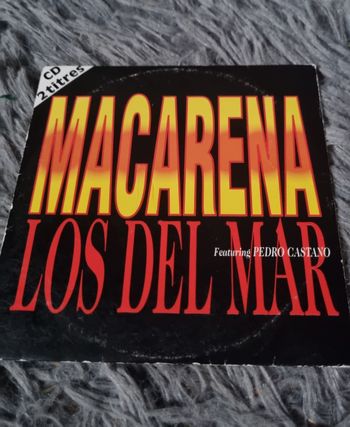 CD
2 titres
MACARENA
LOS DEL MAR
Featuring PEDRO CASTANO